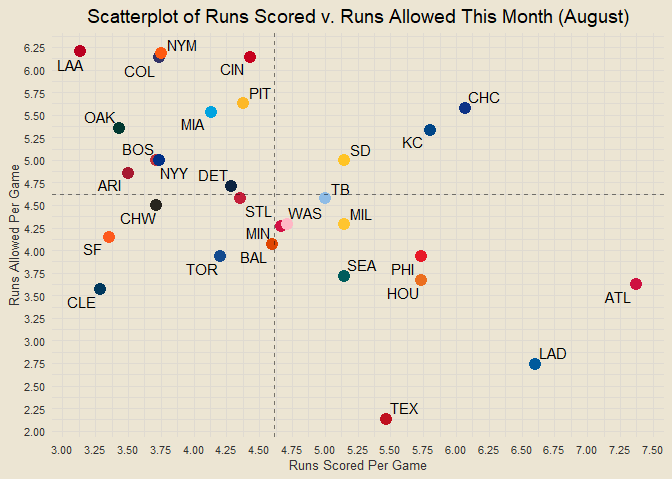 Scatterplot of Runs Scored v. Runs Allowed This Month (August)
Runs Allowed Per Game
6.25
6.00
5.75
5.50
5.25
5.00
4.75
4.50
4.25
4.00
3.75
3.50
3.25
3.00
2.75
2.50
2.25
2.00
LAA
NYM
COL
CIN
PIT
CHC
MIA
OAK
KC
BOS
NYY
SD
ARI
DET
TB
CHW
STL
WAS
MIL
SF
MIN
TOR
BAL
SEA
PHI
HOU
CLE
ATL
LAD
TEX
3.00 3.25 3.50 3.75 4.00 4.25 4.50 4.75 5.00 5.25 5.50 5.75 6.00 6.25 6.50 6.75 7.00 7.25 7.50
Runs Scored Per Game